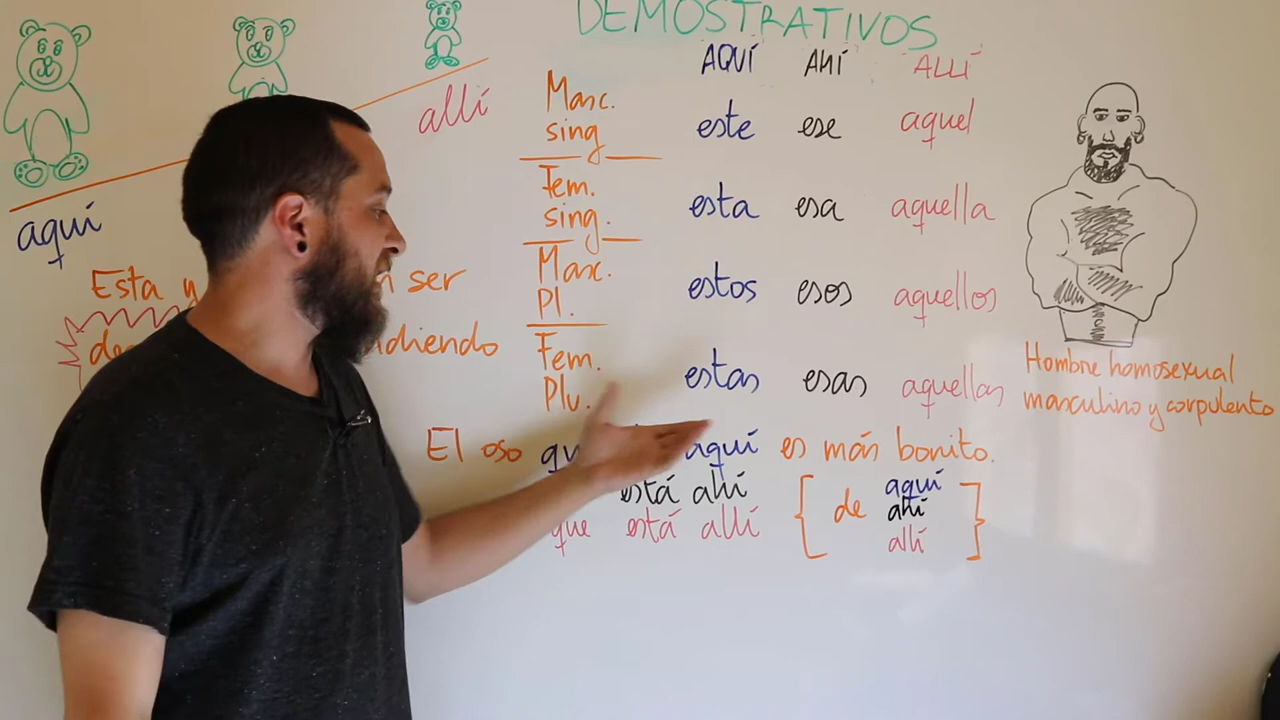 DEMOSTRATIVOS
AQUÍ AHÍ ALLÍ
allí
aquí
Masc.
sing
este ese aquel
Fem.
sing.
esta esa aquella
Masc.
Pl.
estos esos aquellos
Fem.
Plu.
estas esas aquellas
Esta ser
Hombre homosexual
masculino y corpulento
El oso aquí es más bonito.
está ahí
que está allí
de
aquí
ahí
allí